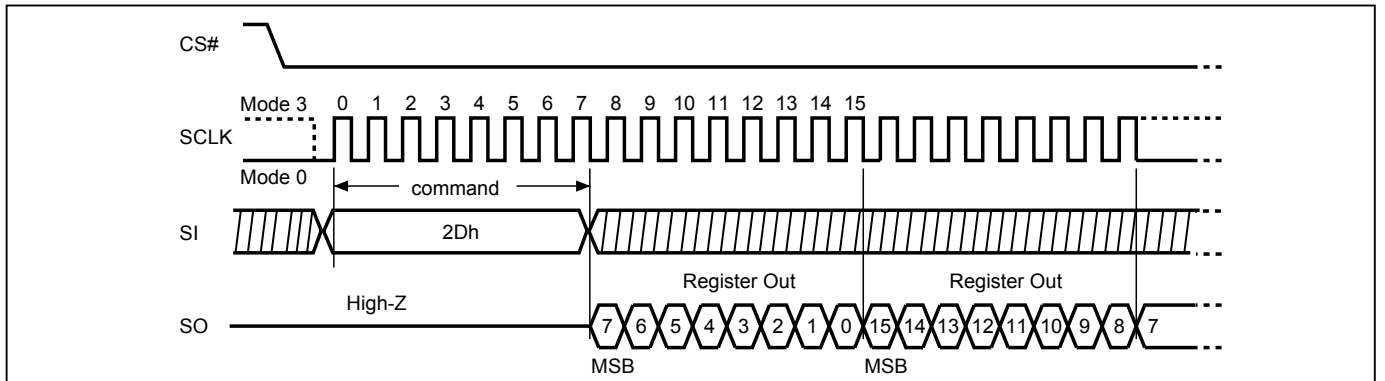 CS#
Mode 3 0 1 2 3 4 5 6 7 8 9 10 11 12 13 14 15
SCLK
Mode 0
command
SI 2Dh
Register Out Register Out
High-Z
SO 7 6 5 4 3 2 1 0 15 14 13 12 11 10 9 8 7
MSB MSB